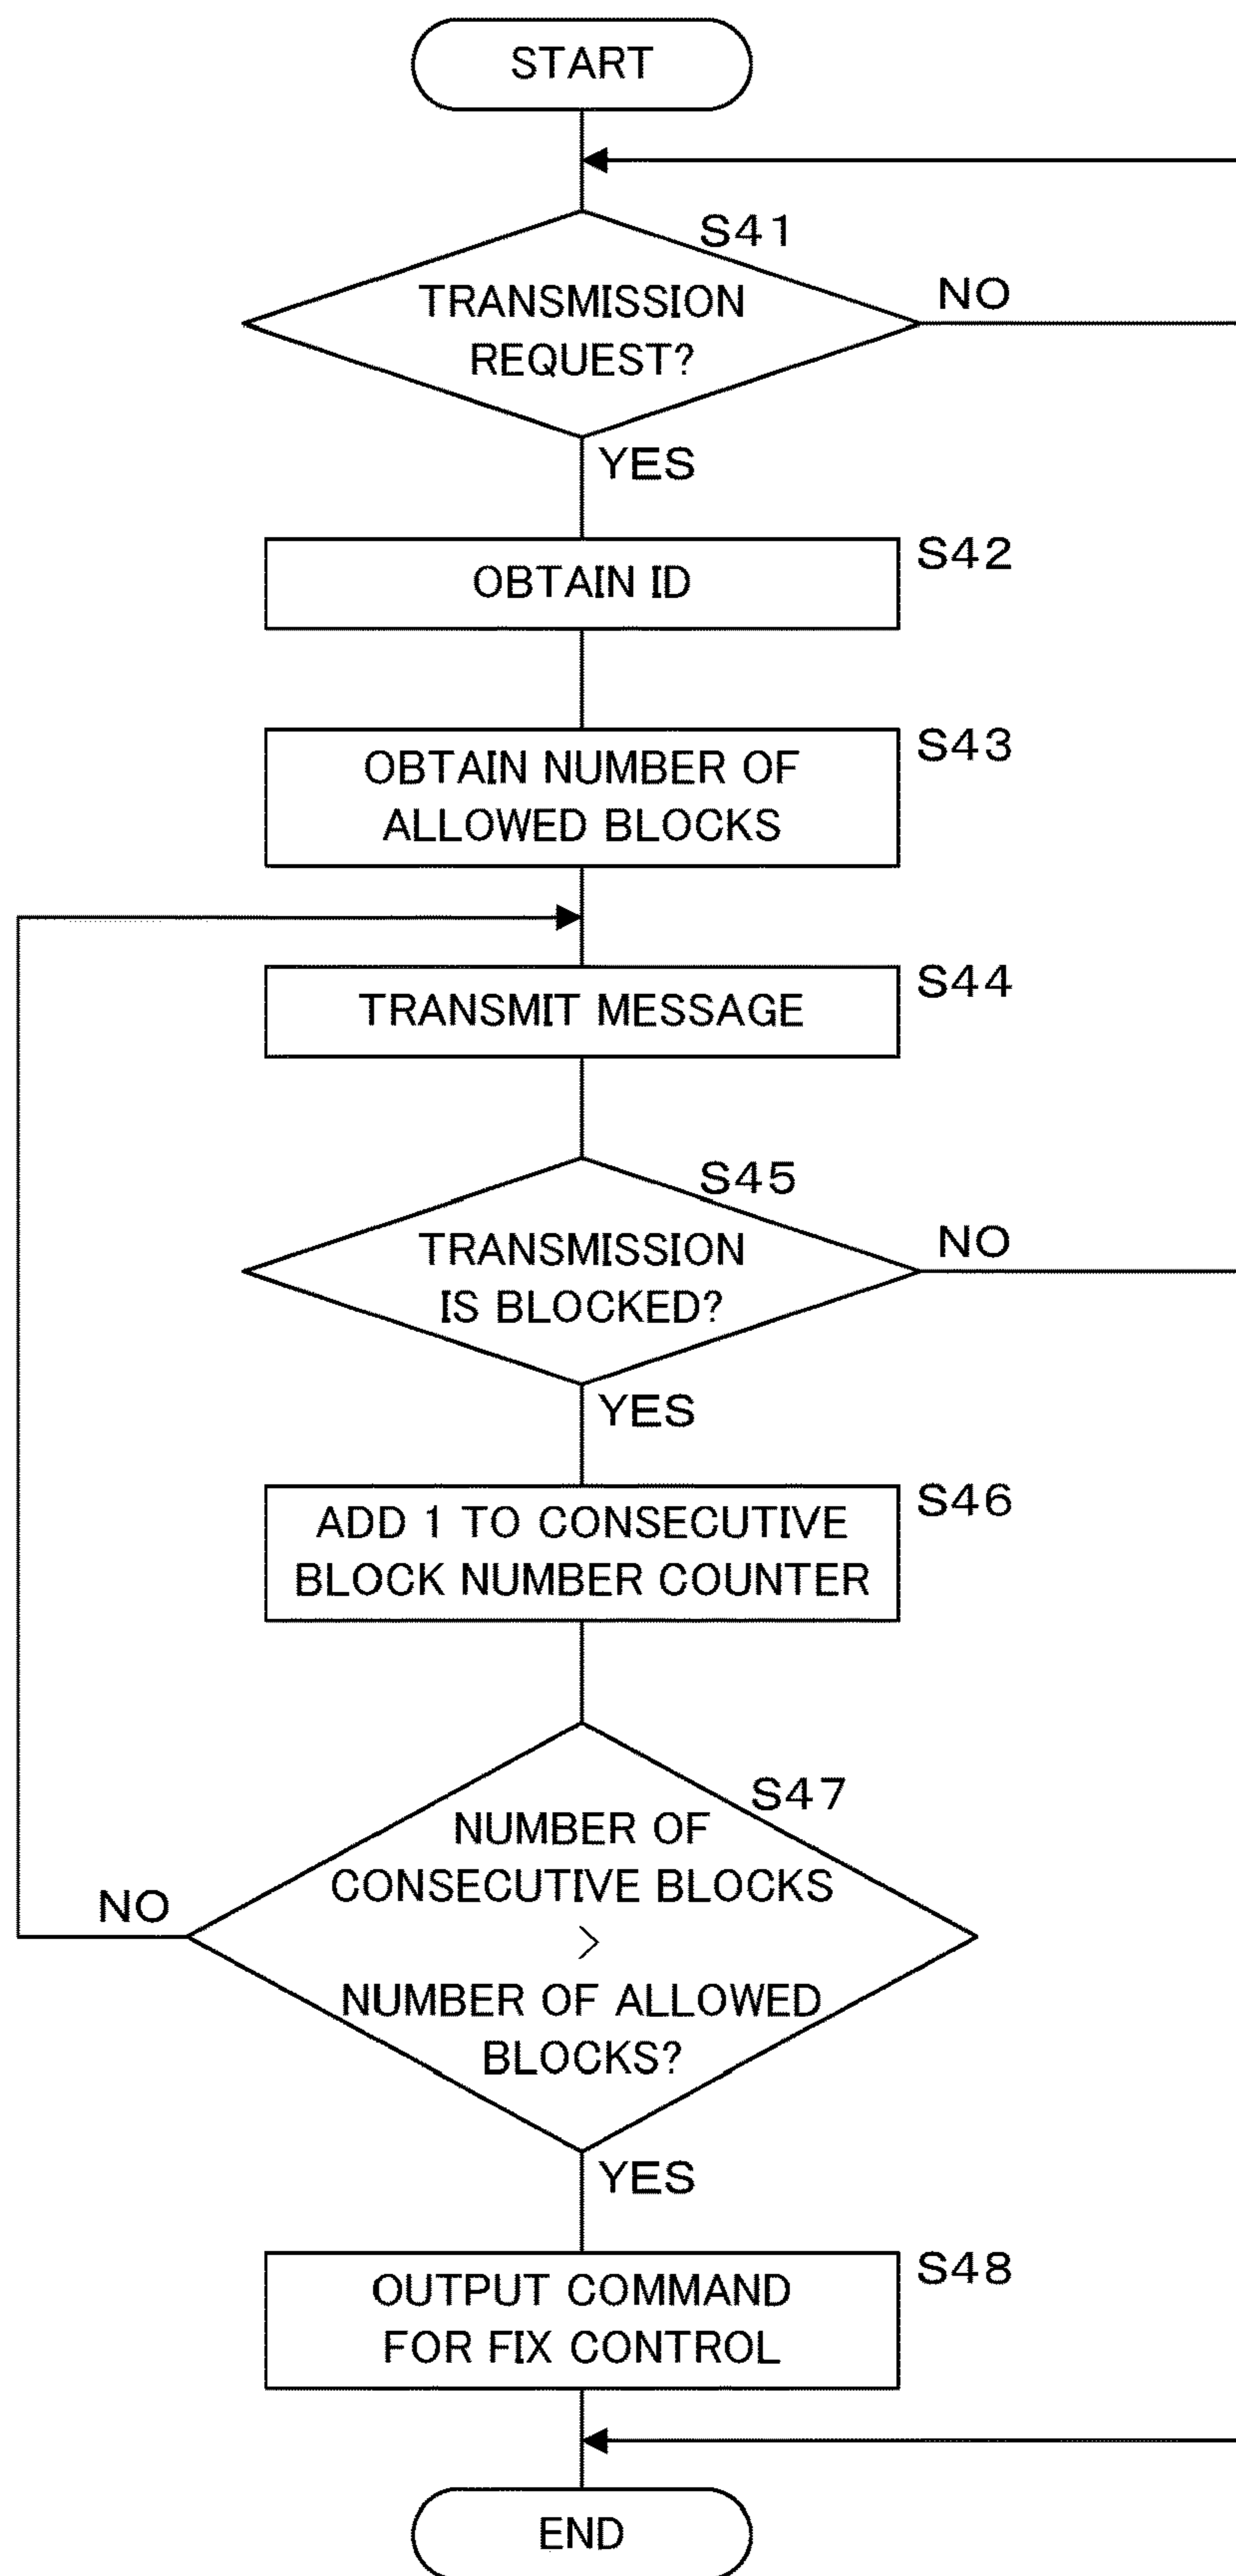 START
S41
TRANSMISSION
REQUEST?
NO
YES
OBTAIN ID
S42
OBTAIN NUMBER OF
ALLOWED BLOCKS
S43
TRANSMIT MESSAGE
S44
S45
TRANSMISSION
IS BLOCKED?
NO
YES
ADD 1 TO CONSECUTIVE
BLOCK NUMBER COUNTER
S46
S47
NUMBER OF
CONSECUTIVE BLOCKS
>
NUMBER OF ALLOWED
BLOCKS?
NO
YES
OUTPUT COMMAND
FOR FIX CONTROL
S48
END